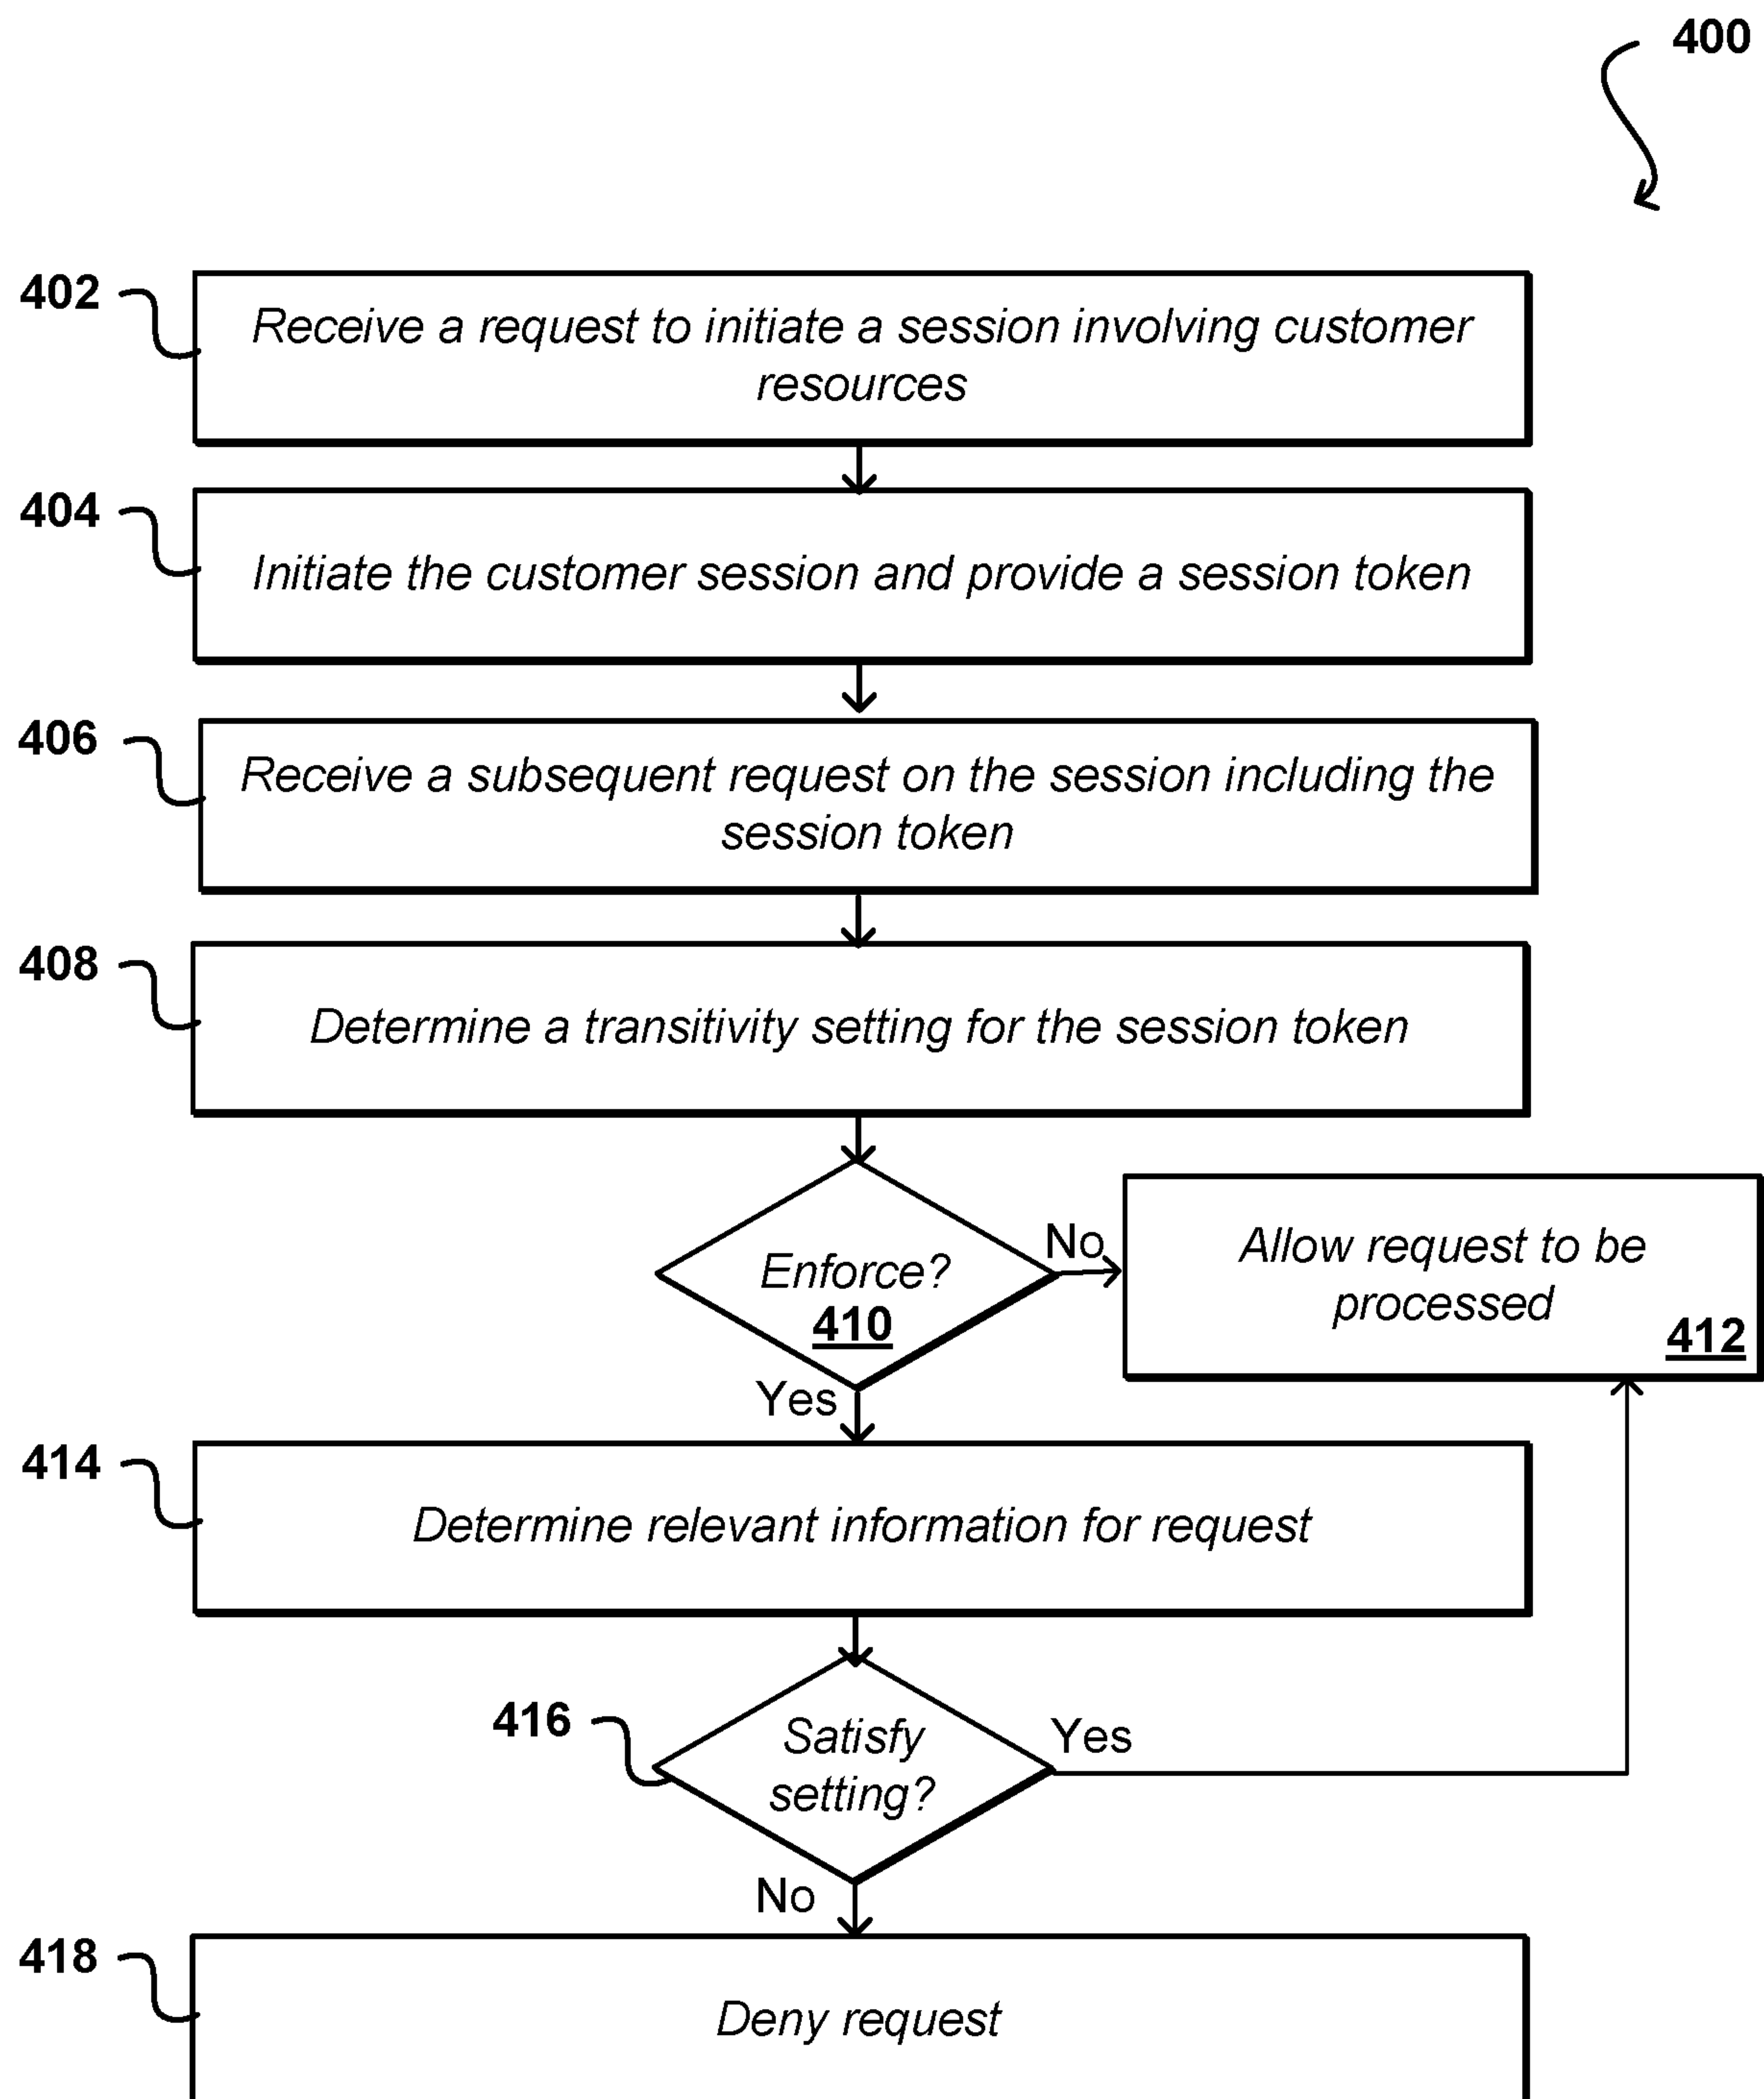 400
402
Receive a request to initiate a session involving customer
resources
404
Initiate the customer session and provide a session token
406
Receive a subsequent request on the session including the
session token
408
Determine a transitivity setting for the session token
Enforce?
410
No
Allow request to be
processed
412
Yes
414
Determine relevant information for request
416
Satisfy
setting?
Yes
No
418
Deny request